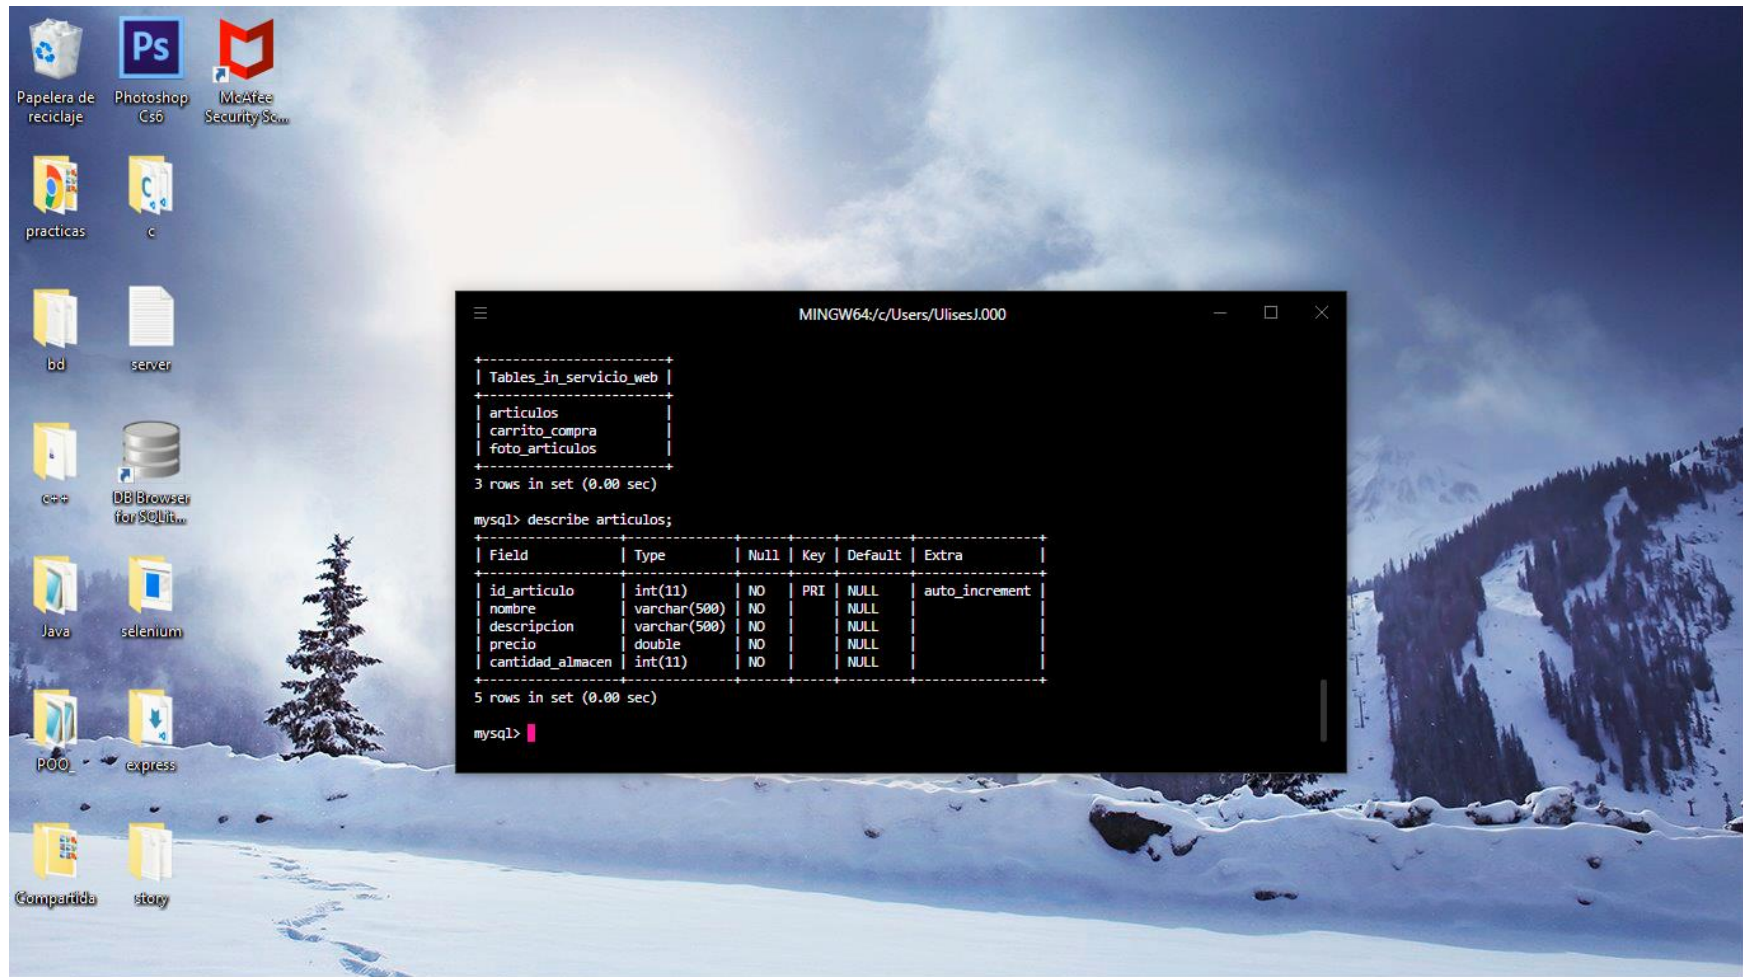 Papelera de
reciclaje
Ps
Photoshop
Cs6
McAfee
Security Sc...
practicas
C
c
bd
server
c++
DB Browser
for SQLit...
Java
selenium
POO_
express
Compartida
story
MINGW64:/c/Users/UlisesJ.000
+------------------------+
| Tables_in_servicio_web |
+------------------------+
| articulos              |
| carrito_compra         |
| foto_articulos         |
+------------------------+
3 rows in set (0.00 sec)
mysql> describe articulos;
+------------------+--------------+------+-----+---------+----------------+
| Field            | Type         | Null | Key | Default | Extra          |
+------------------+--------------+------+-----+---------+----------------+
| id_articulo      | int(11)      | NO   | PRI | NULL    | auto_increment |
| nombre           | varchar(500) | NO   |     | NULL    |                |
| descripcion      | varchar(500) | NO   |     | NULL    |                |
| precio           | double       | NO   |     | NULL    |                |
| cantidad_almacen | int(11)      | NO   |     | NULL    |                |
+------------------+--------------+------+-----+---------+----------------+
5 rows in set (0.00 sec)
mysql>